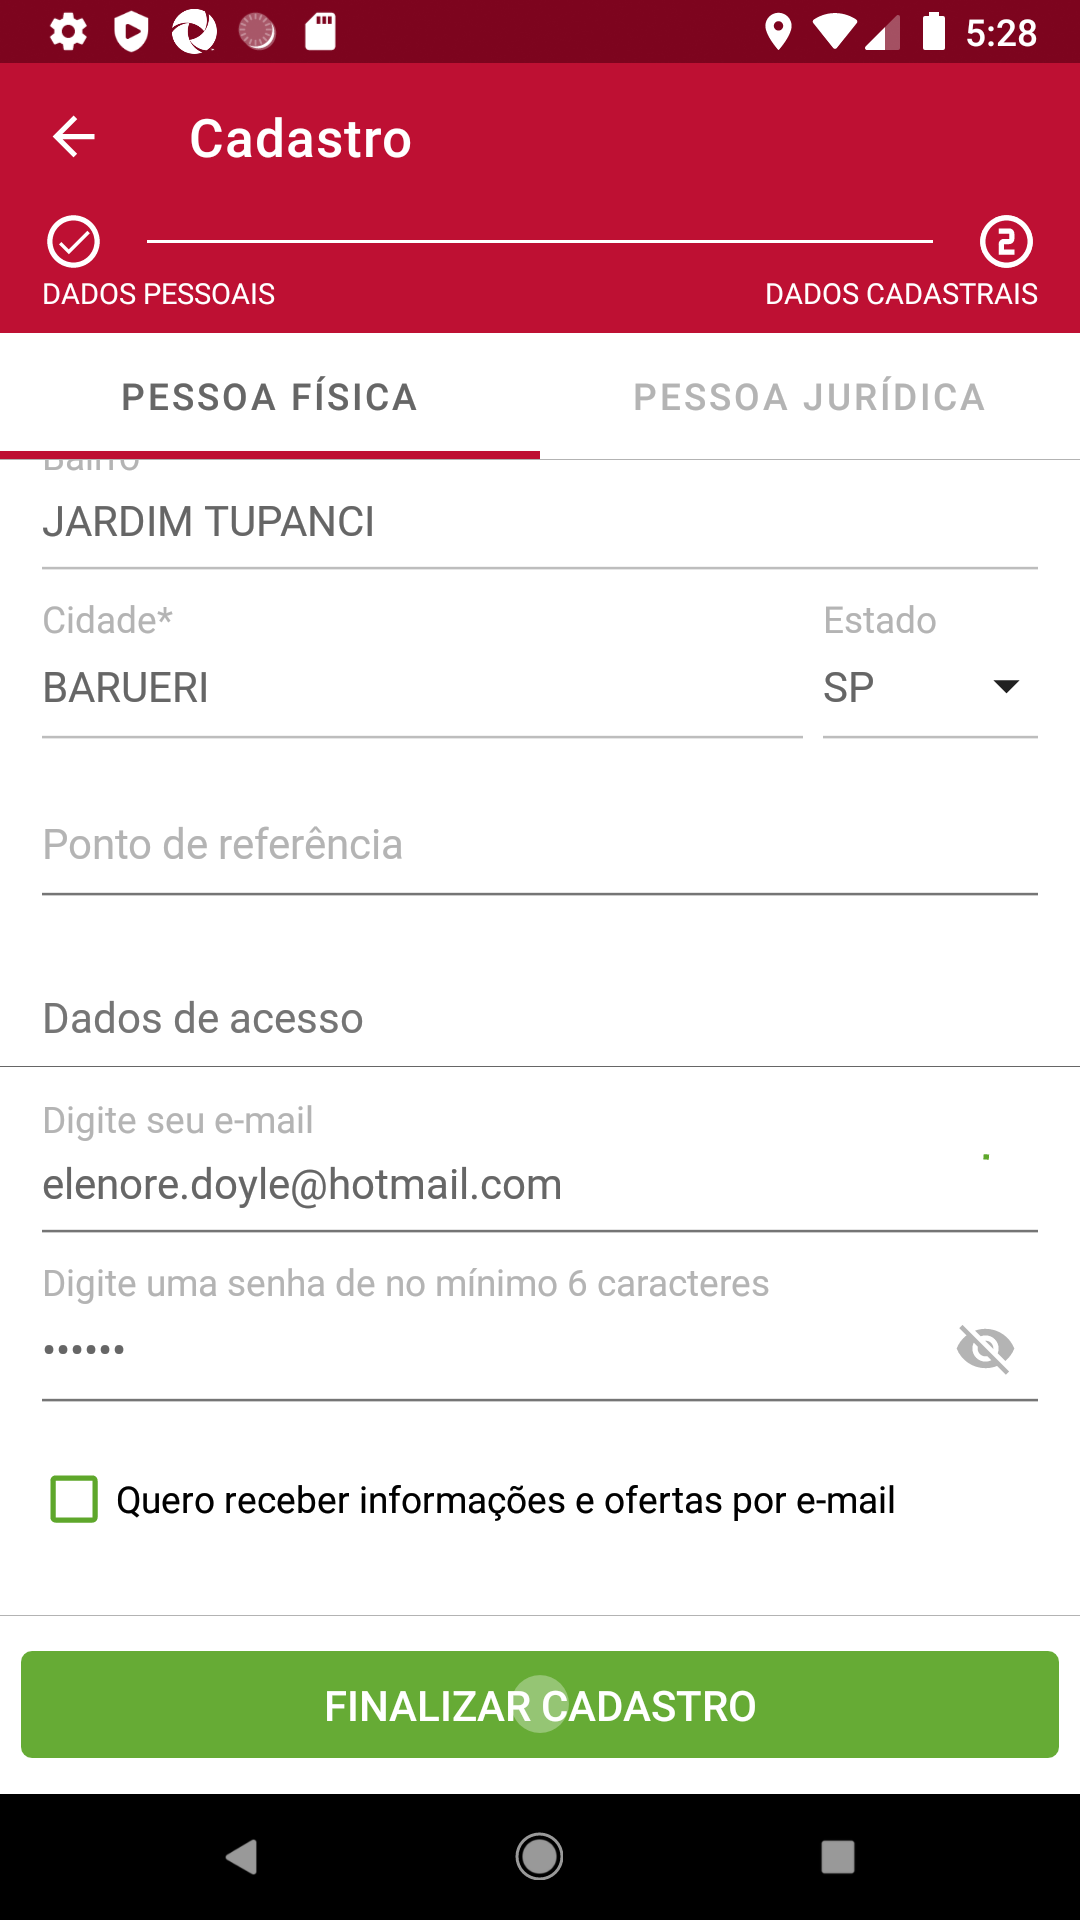 5:28
Cadastro
2
DADOS PESSOAIS
DADOS CADASTRAIS
PESSOA FÍSICA
PESSOA JURÍDICA
Bairro
JARDIM TUPANCI
Cidade*
Estado
BARUERI
SP
Ponto de referência
Dados de acesso
Digite seu e-mail
elenore.doyle@hotmail.com
Digite uma senha de no mínimo 6 caracteres
••••••
Quero receber informações e ofertas por e-mail
FINALIZAR CADASTRO